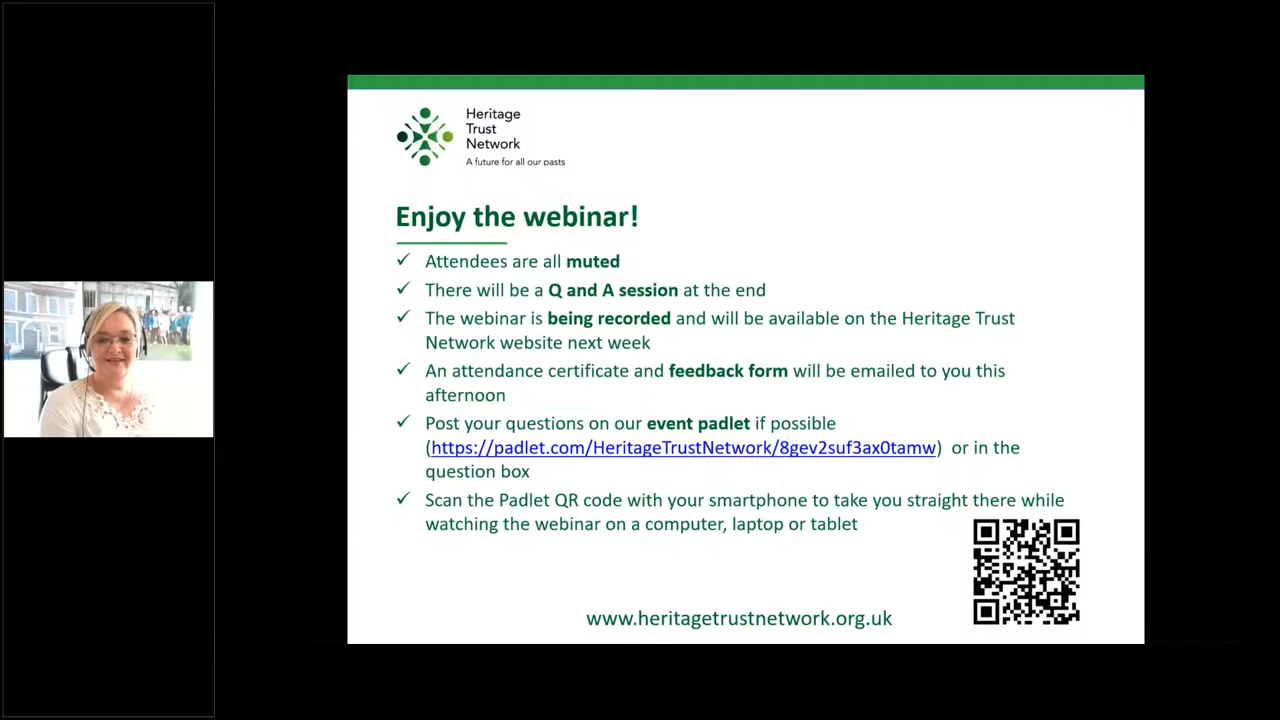 Heritage
Trust
Network
A future for all our pasts
Enjoy the webinar!
✓ Attendees are all muted
✓ There will be a Q and A session at the end
✓ The webinar is being recorded and will be available on the Heritage Trust
Network website next week
✓ An attendance certificate and feedback form will be emailed to you this
afternoon
✓ Post your questions on our event padlet if possible
(https://padlet.com/HeritageTrustNetwork/8gev2suf3ax0tamw) or in the
question box
✓ Scan the Padlet QR code with your smartphone to take you straight there while
watching the webinar on a computer, laptop or tablet
www.heritagetrustnetwork.org.uk